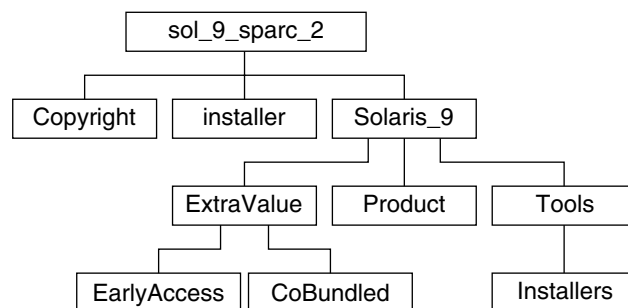 sol_9_sparc_2
Copyright
installer
Solaris_9
ExtraValue
Product
Tools
EarlyAccess
CoBundled
Installers